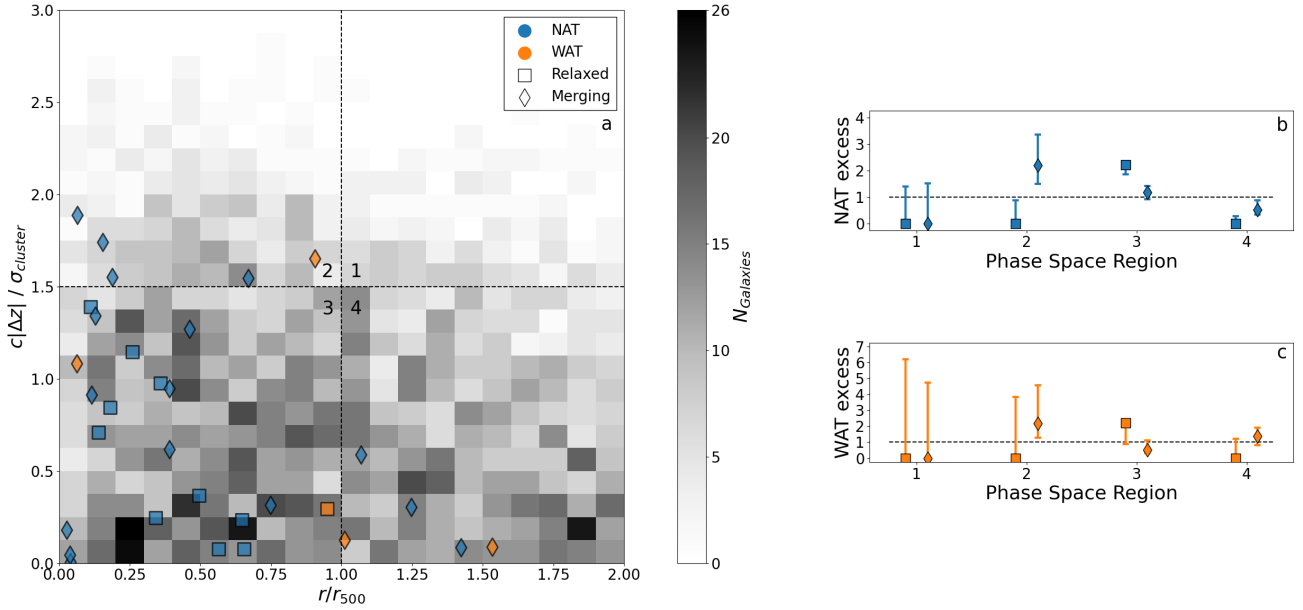 3.0
2.5
2.0
1.5
1.0
0.5
0.0
c|Δz| / σcluster
NAT
WAT
Relaxed
Merging
a
2 1
3 4
0.00 0.25 0.50 0.75 1.00 1.25 1.50 1.75 2.00
r/r500
26
20
15
10
5
0
NGalaxies
b
4
3
2
1
0
NAT excess
1 2 3 4
Phase Space Region
c
7
6
5
4
3
2
1
0
WAT excess
1 2 3 4
Phase Space Region